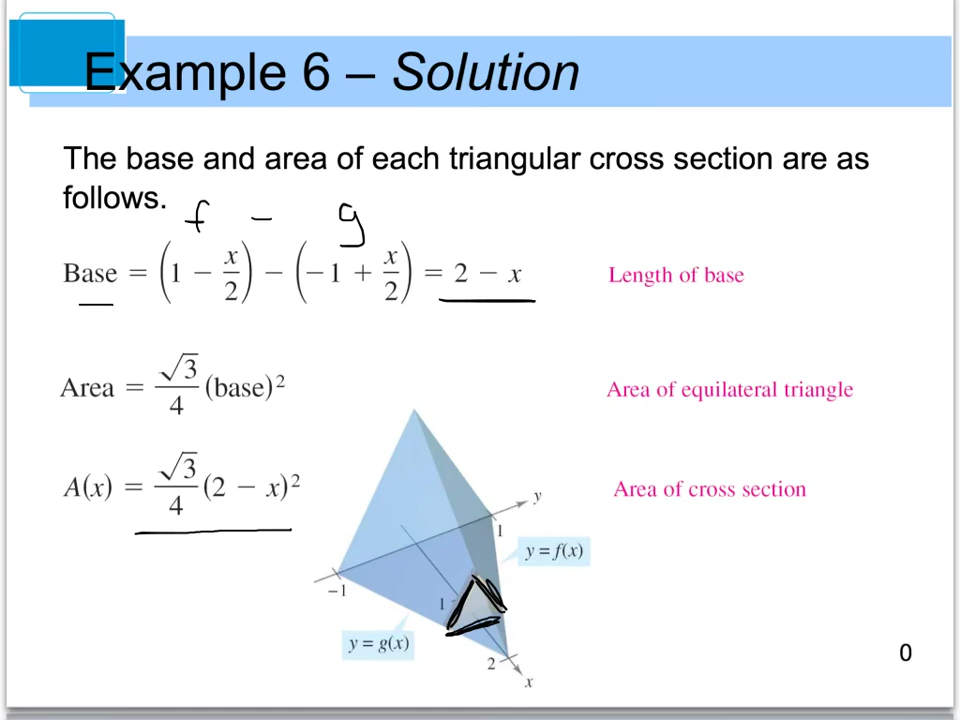 Example 6 – Solution
The base and area of each triangular cross section are as
follows.
f – g
Base = (1 − x/2) − (−1 + x/2) = 2 − x Length of base
Area = √3/4 (base)² Area of equilateral triangle
A(x) = √3/4 (2 − x)² Area of cross section
y
1
y = f(x)
−1
1
y = g(x)
2
x
0